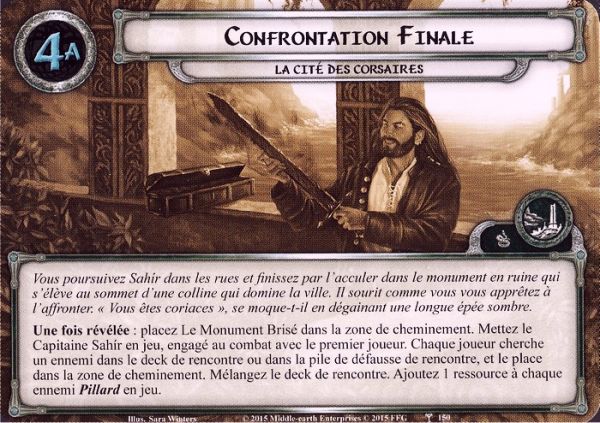 4A
CONFRONTATION FINALE
LA CITÉ DES CORSAIRES
Vous poursuivez Sahír dans les rues et finissez par l'acculer dans le monument en ruine qui
s'élève au sommet d'une colline qui domine la ville. Il sourit comme vous vous apprêtez à
l'affronter. « Vous êtes coriaces », se moque-t-il en dégainant une longue épée sombre.
Une fois révélée : placez Le Monument Brisé dans la zone de cheminement. Mettez le
Capitaine Sahír en jeu, engagé au combat avec le premier joueur. Chaque joueur cherche
un ennemi dans le deck de rencontre ou dans la pile de défausse de rencontre, et le place
dans la zone de cheminement. Mélangez le deck de rencontre. Ajoutez 1 ressource à chaque
ennemi Pillard en jeu.
Illus. Sara Winters © 2015 Middle-earth Enterprises © 2015 FFG 150